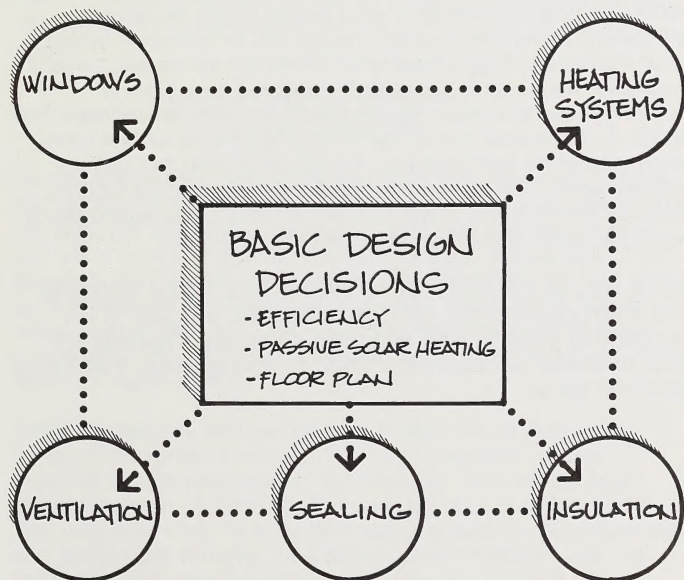 WINDOWS
HEATING
SYSTEMS
BASIC DESIGN
DECISIONS
- EFFICIENCY
- PASSIVE SOLAR HEATING
- FLOOR PLAN
VENTILATION
SEALING
INSULATION